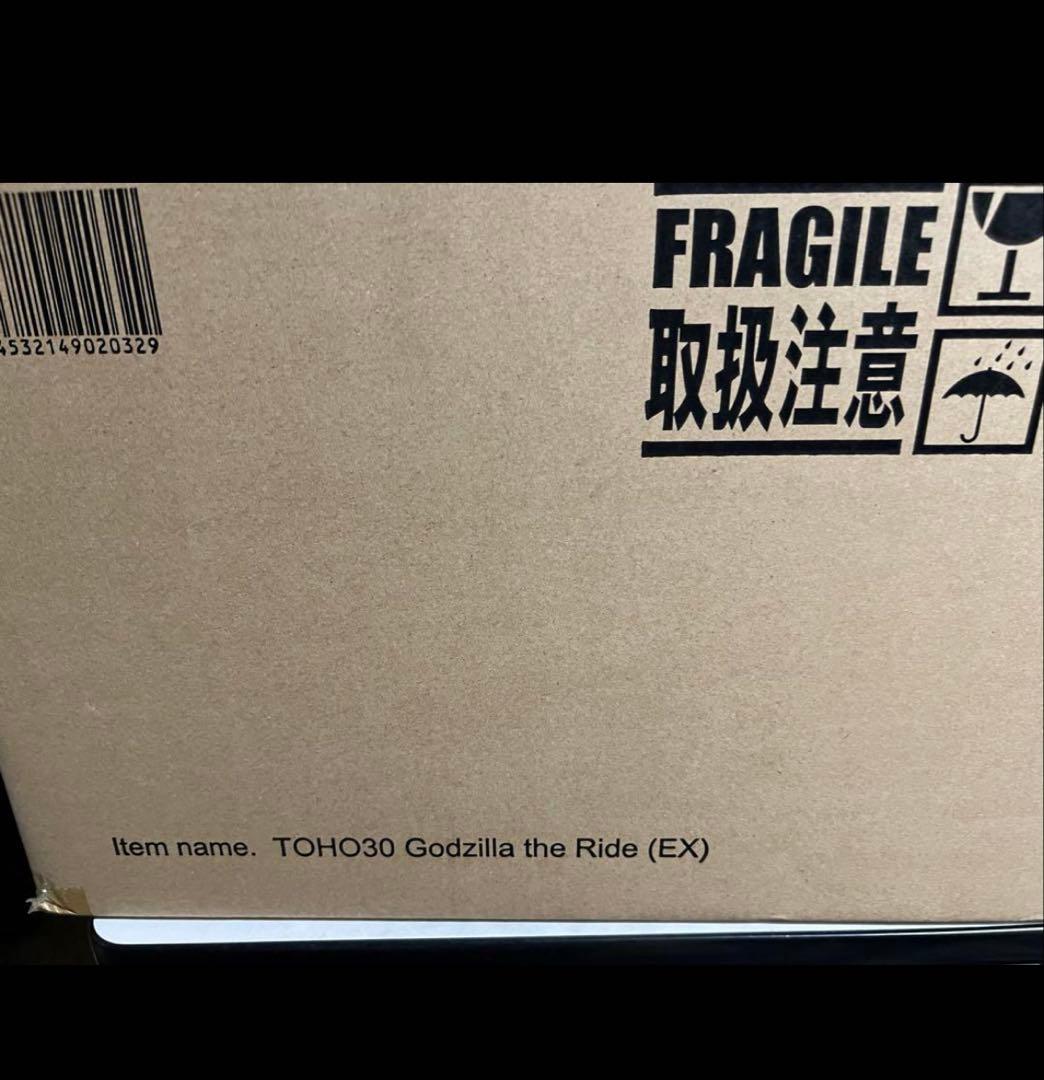 4532149020329
FRAGILE
取扱注意
Item name. TOHO30 Godzilla the Ride (EX)